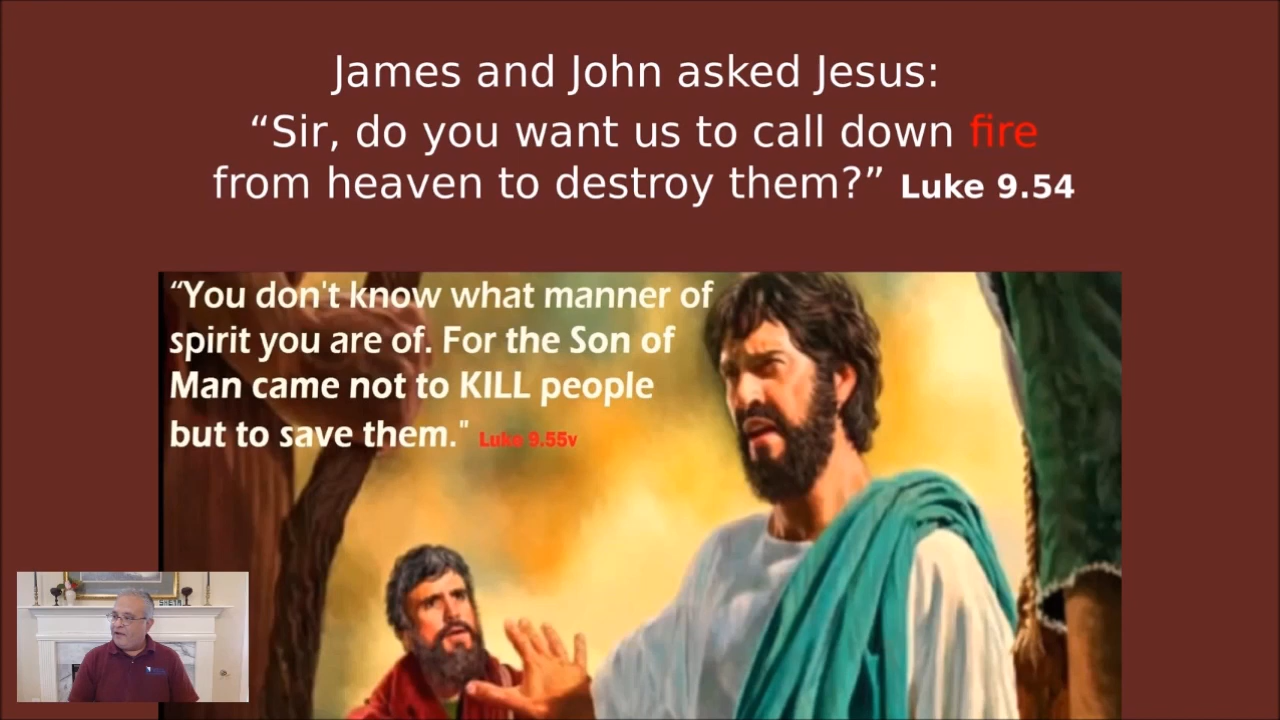 James and John asked Jesus:
“Sir, do you want us to call down fire
from heaven to destroy them?” Luke 9.54
“You don't know what manner of
spirit you are of. For the Son of
Man came not to KILL people
but to save them." Luke 9.55v